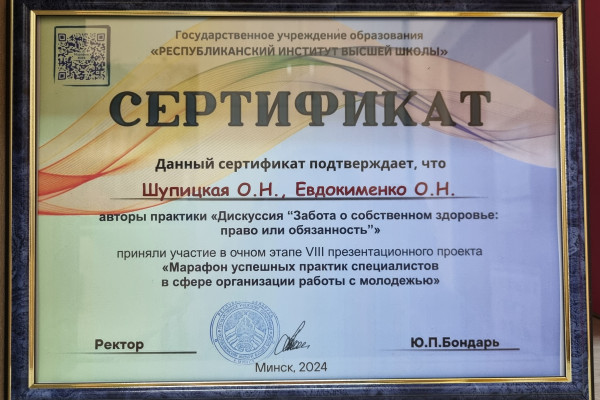 Государственное учреждение образования
«РЕСПУБЛИКАНСКИЙ ИНСТИТУТ ВЫСШЕЙ ШКОЛЫ»
СЕРТИФИКАТ
Данный сертификат подтверждает, что
Шупицкая О.Н., Евдокименко О.Н.
авторы практики «Дискуссия “Забота о собственном здоровье:
право или обязанность”»
приняли участие в очном этапе VIII презентационного проекта
«Марафон успешных практик специалистов
в сфере организации работы с молодежью»
Ректор
Ю.П.Бондарь
Минск, 2024